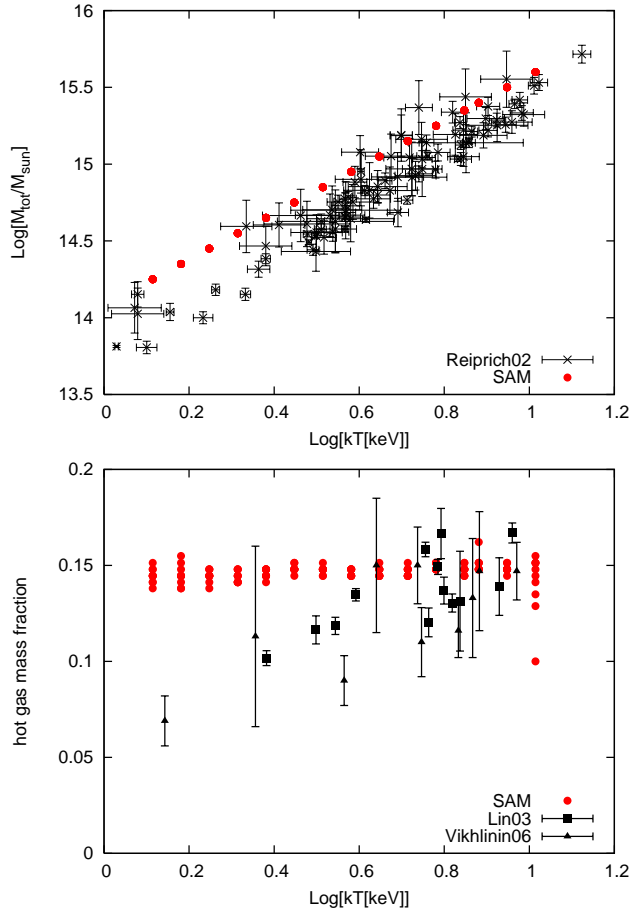 16
15.5
15
14.5
14
13.5
Log[M_tot/M_sun]
Reiprich02
SAM
0 0.2 0.4 0.6 0.8 1 1.2
Log[kT[keV]]
0.2
0.15
0.1
0.05
0
hot gas mass fraction
SAM
Lin03
Vikhlinin06
0 0.2 0.4 0.6 0.8 1 1.2
Log[kT[keV]]